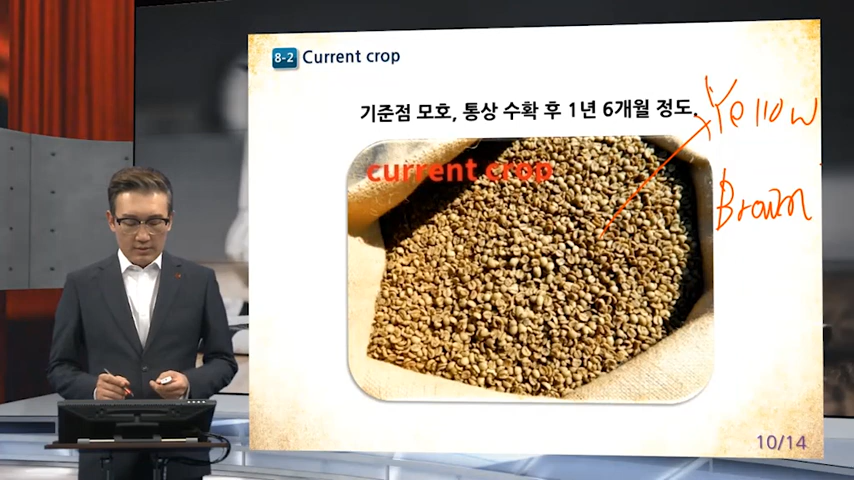 8-2 Current crop
기준점 모호, 통상 수확 후 1년 6개월 정도.
Yellow
current crop
Brown
10/14